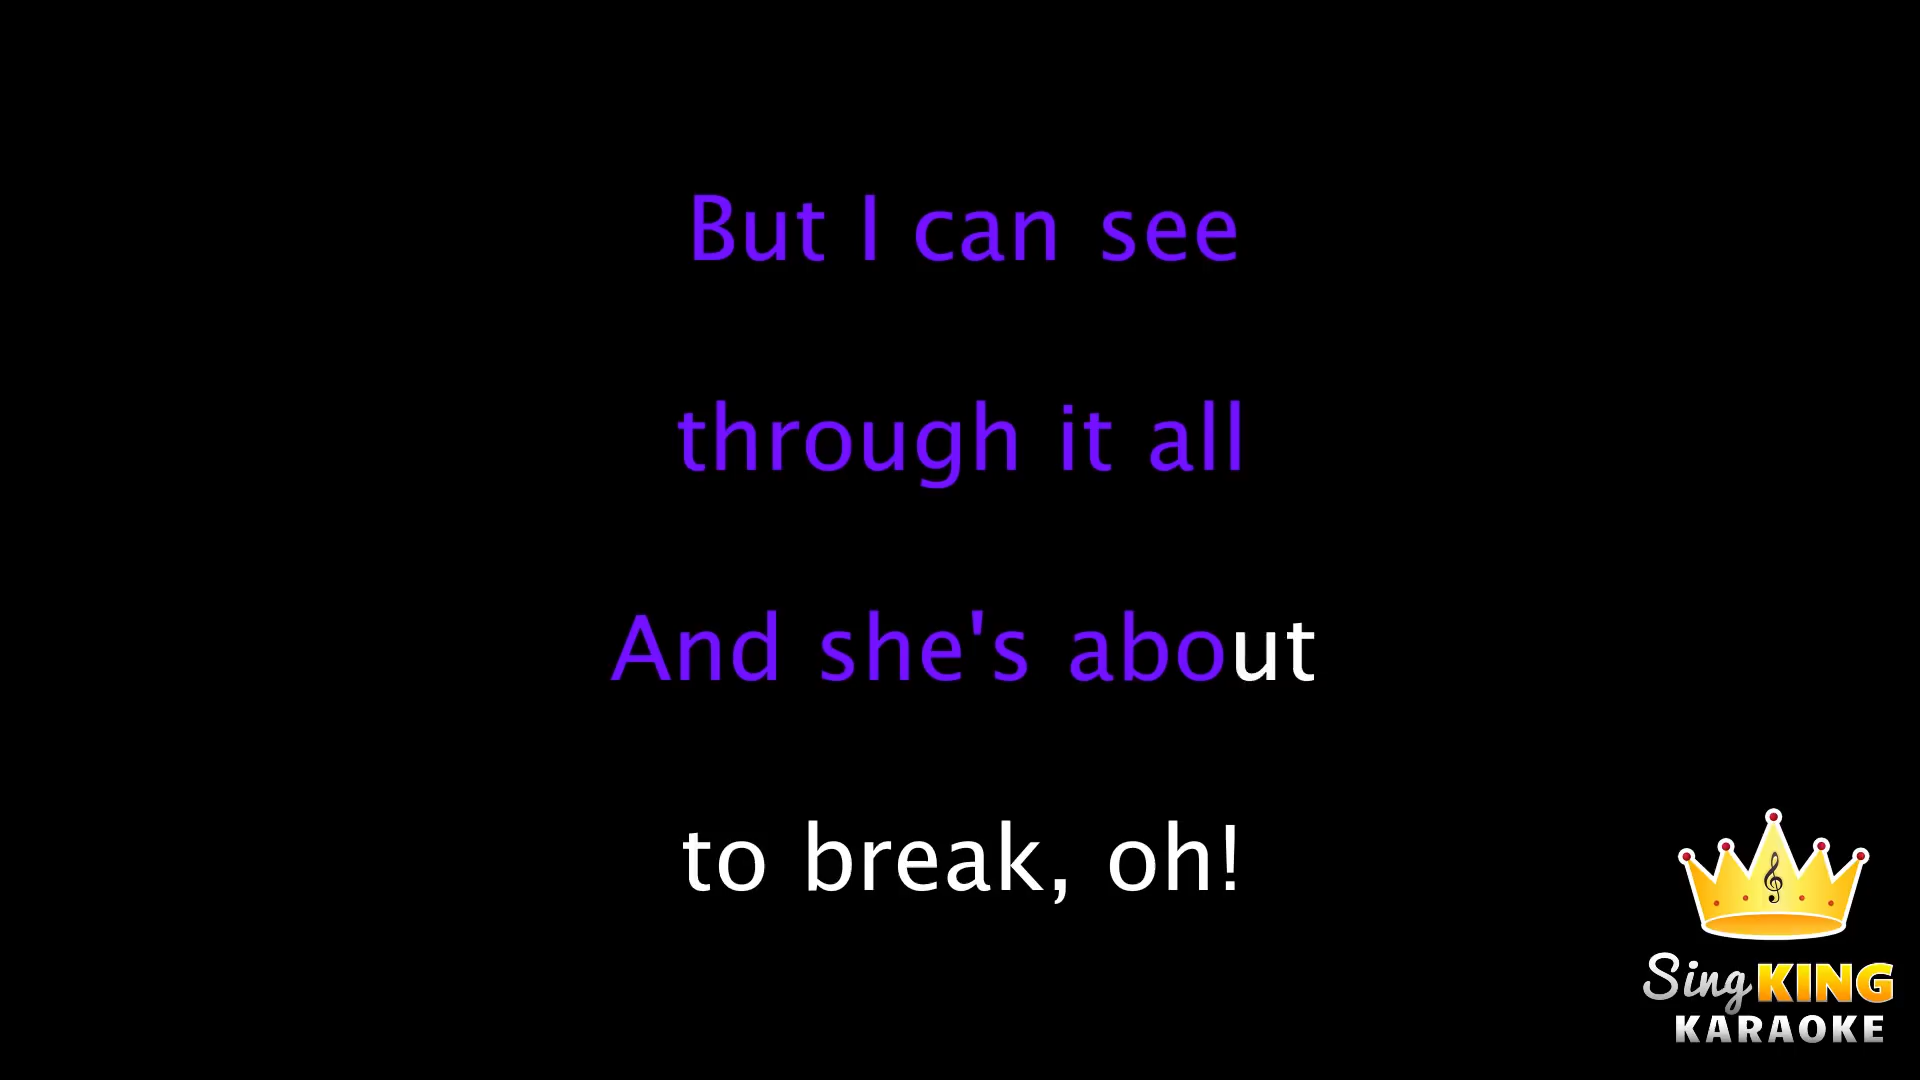 But I can see
through it all
And she's about
to break, oh!
Sing KING
KARAOKE